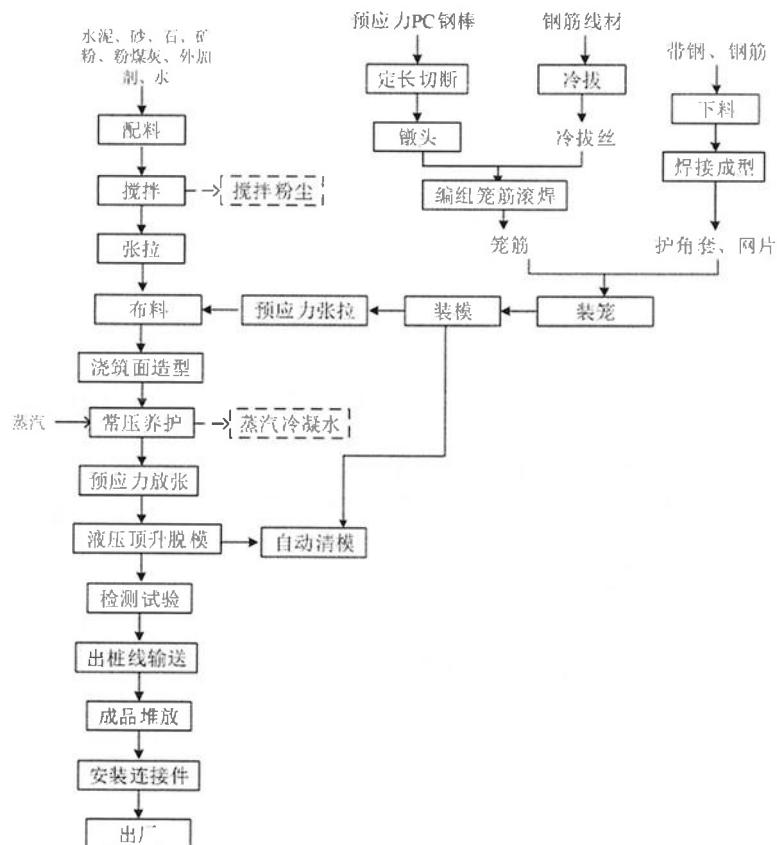 水泥、砂、石、矿
粉、粉煤灰、外加
剂、水
配料
搅拌
搅拌粉尘
张拉
布料
浇筑面造型
蒸汽
常压养护
蒸汽冷凝水
预应力放张
液压顶升脱模
自动清模
检测试验
出桩线输送
成品堆放
安装连接件
出厂
预应力PC钢棒
定长切断
镦头
钢筋线材
冷拔
冷拔丝
编组笼筋滚焊
笼筋
带钢、钢筋
下料
焊接成型
护角套、网片
装笼
装模
预应力张拉